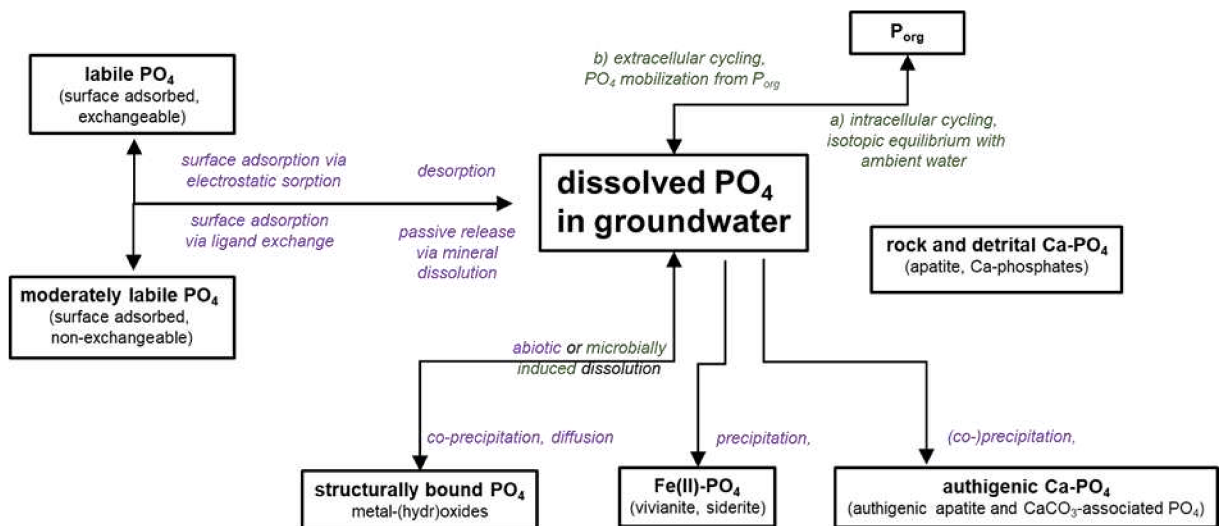 P_org
b) extracellular cycling,
PO₄ mobilization from P_org
labile PO₄
(surface adsorbed,
exchangeable)
a) intracellular cycling,
isotopic equilibrium with
ambient water
surface adsorption via
electrostatic sorption
desorption
dissolved PO₄
in groundwater
surface adsorption
via ligand exchange
passive release
via mineral
dissolution
rock and detrital Ca-PO₄
(apatite, Ca-phosphates)
moderately labile PO₄
(surface adsorbed,
non-exchangeable)
abiotic or microbially
induced dissolution
co-precipitation, diffusion
precipitation,
(co-)precipitation,
structurally bound PO₄
metal-(hydr)oxides
Fe(II)-PO₄
(vivianite, siderite)
authigenic Ca-PO₄
(authigenic apatite and CaCO₃-associated PO₄)